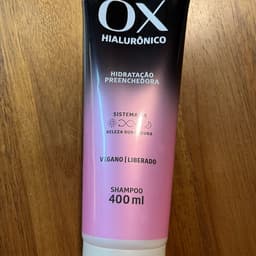 OX
HIALURÔNICO
HIDRATAÇÃO
PREENCHEDORA
SISTEMA
BELEZA
VEGANO | LIBERADO
SHAMPOO
400 ml